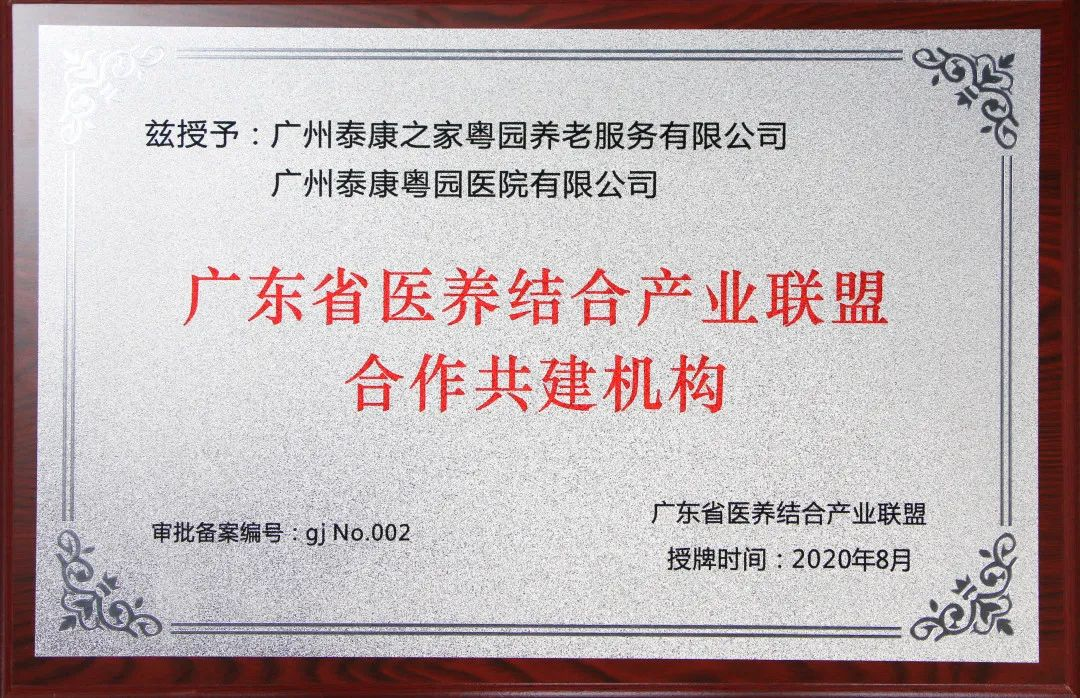 兹授予：广州泰康之家粤园养老服务有限公司
广州泰康粤园医院有限公司
广东省医养结合产业联盟
合作共建机构
审批备案编号：gj No.002
广东省医养结合产业联盟
授牌时间：2020年8月